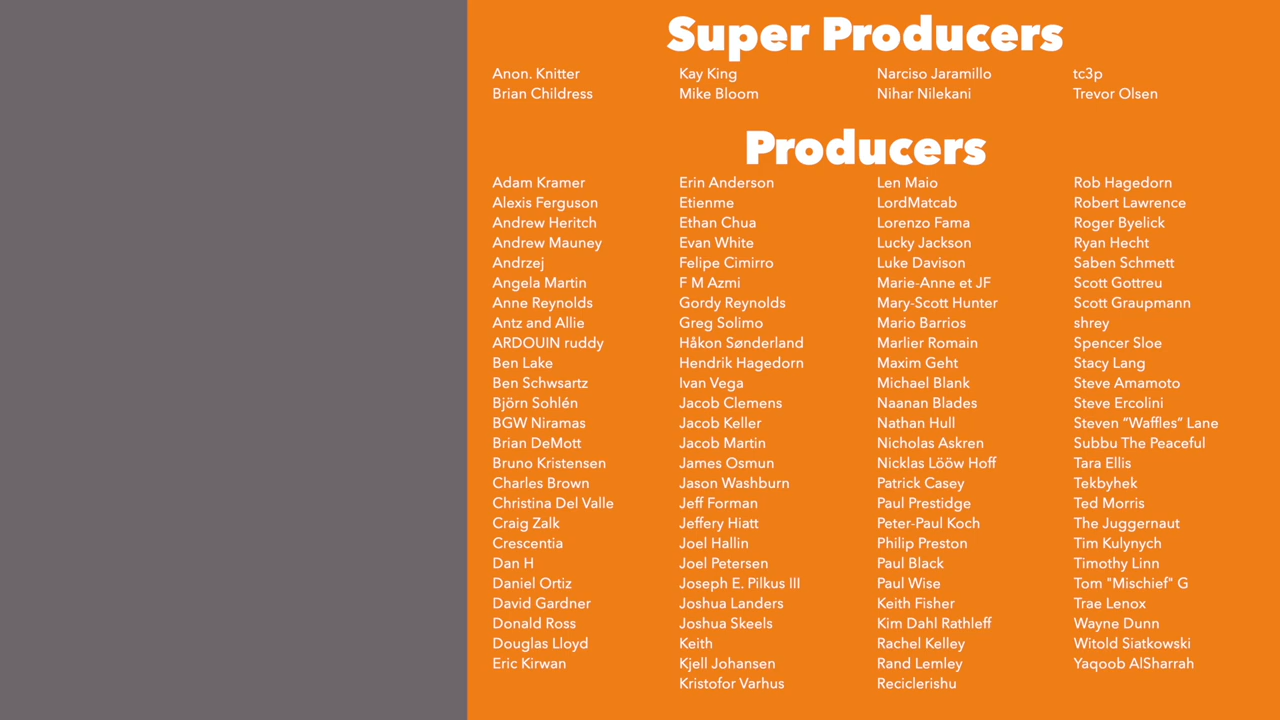 Super Producers
Anon. Knitter
Brian Childress
Kay King
Mike Bloom
Narciso Jaramillo
Nihar Nilekani
tc3p
Trevor Olsen
Producers
Adam Kramer
Alexis Ferguson
Andrew Heritch
Andrew Mauney
Andrzej
Angela Martin
Anne Reynolds
Antz and Allie
ARDOUIN ruddy
Ben Lake
Ben Schwsartz
Björn Sohlén
BGW Niramas
Brian DeMott
Bruno Kristensen
Charles Brown
Christina Del Valle
Craig Zalk
Crescentia
Dan H
Daniel Ortiz
David Gardner
Donald Ross
Douglas Lloyd
Eric Kirwan
Erin Anderson
Etienme
Ethan Chua
Evan White
Felipe Cimirro
F M Azmi
Gordy Reynolds
Greg Solimo
Håkon Sønderland
Hendrik Hagedorn
Ivan Vega
Jacob Clemens
Jacob Keller
Jacob Martin
James Osmun
Jason Washburn
Jeff Forman
Jeffery Hiatt
Joel Hallin
Joel Petersen
Joseph E. Pilkus III
Joshua Landers
Joshua Skeels
Keith
Kjell Johansen
Kristofor Varhus
Len Maio
LordMatcab
Lorenzo Fama
Lucky Jackson
Luke Davison
Marie-Anne et JF
Mary-Scott Hunter
Mario Barrios
Marlier Romain
Maxim Geht
Michael Blank
Naanan Blades
Nathan Hull
Nicholas Askren
Nicklas Lööw Hoff
Patrick Casey
Paul Prestidge
Peter-Paul Koch
Philip Preston
Paul Black
Paul Wise
Keith Fisher
Kim Dahl Rathleff
Rachel Kelley
Rand Lemley
Reciclerishu
Rob Hagedorn
Robert Lawrence
Roger Byelick
Ryan Hecht
Saben Schmett
Scott Gottreu
Scott Graupmann
shrey
Spencer Sloe
Stacy Lang
Steve Amamoto
Steve Ercolini
Steven “Waffles” Lane
Subbu The Peaceful
Tara Ellis
Tekbyhek
Ted Morris
The Juggernaut
Tim Kulynych
Timothy Linn
Tom "Mischief" G
Trae Lenox
Wayne Dunn
Witold Siatkowski
Yaqoob AlSharrah